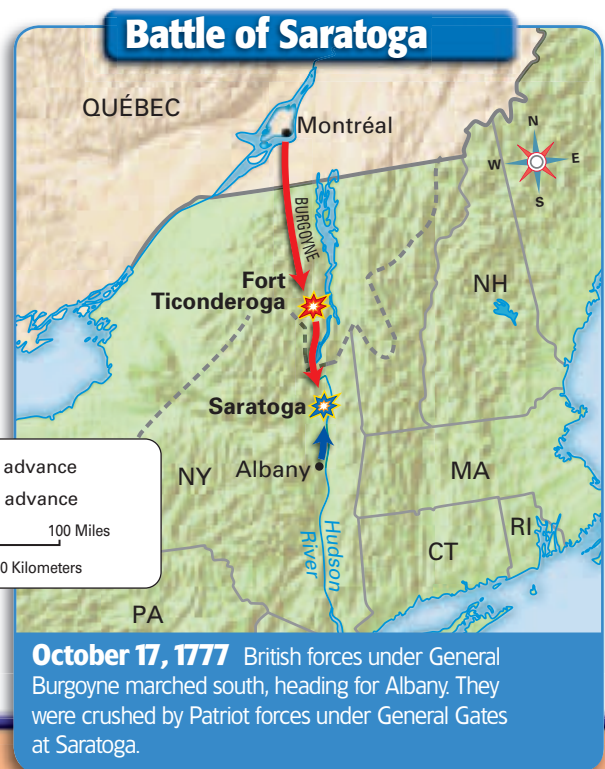 Battle of Saratoga
QUÉBEC
Montréal
N
W E
S
BURGOYNE
Fort
Ticonderoga
NH
Saratoga
advance
advance
100 Miles
0 Kilometers
NY
Albany
MA
Hudson
River
CT
RI
PA
October 17, 1777 British forces under General
Burgoyne marched south, heading for Albany. They
were crushed by Patriot forces under General Gates
at Saratoga.